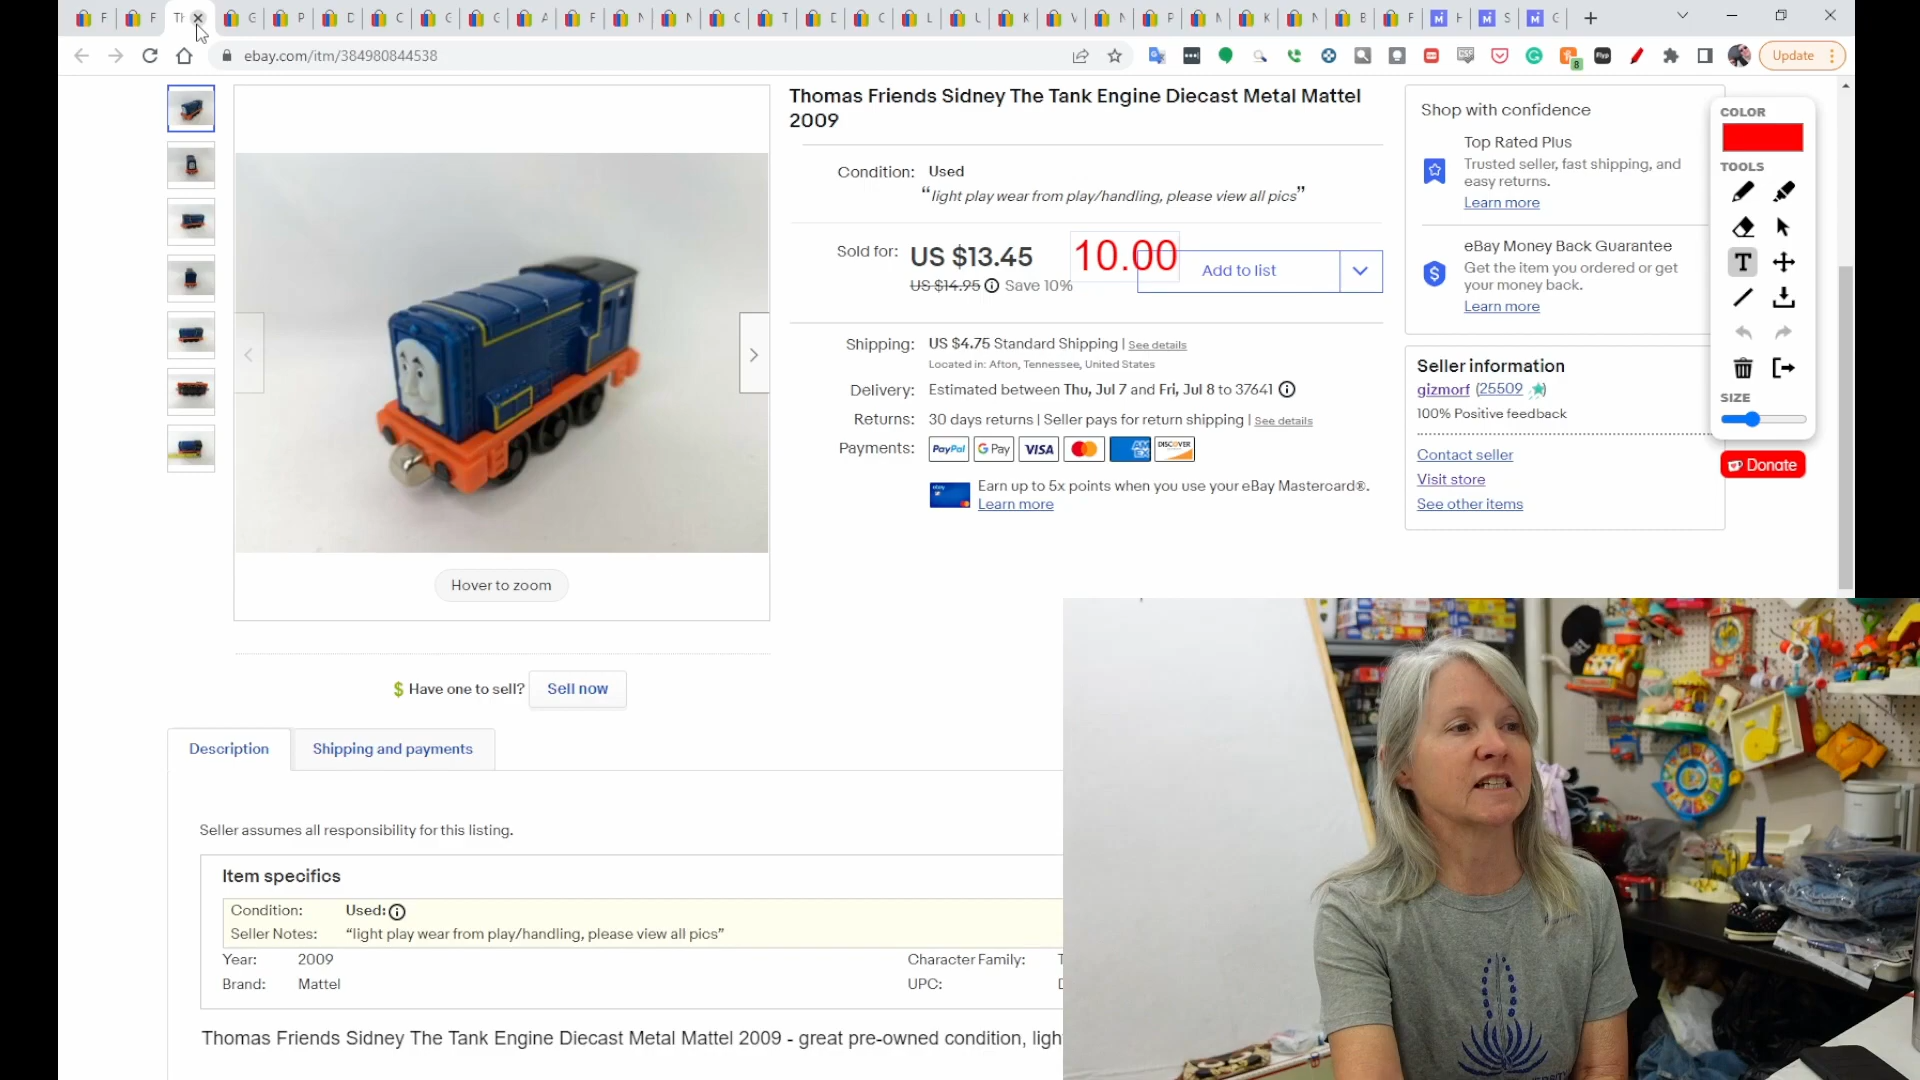 F
F
Th
G
P
D
C
C
G
A
F
N
N
C
T
D
C
L
U
K
V
N
P
M
K
N
B
F
H
S
C
ebay.com/itm/384980844538
Update
8
Flyp
Thomas Friends Sidney The Tank Engine Diecast Metal Mattel
2009
Condition: Used
“light play wear from play/handling, please view all pics”
Sold for: US $13.45
10.00
Add to list
US $14.95 Save 10%
Shipping: US $4.75 Standard Shipping | See details
Located in: Afton, Tennessee, United States
Delivery: Estimated between Thu, Jul 7 and Fri, Jul 8 to 37641
Returns: 30 days returns | Seller pays for return shipping | See details
Payments: PayPal G Pay VISA AM EX DISCOVER
Earn up to 5x points when you use your eBay Mastercard®.
Learn more
Shop with confidence
Top Rated Plus
Trusted seller, fast shipping, and
easy returns.
Learn more
eBay Money Back Guarantee
Get the item you ordered or get
your money back.
Learn more
Seller information
gizmorf (25509)
100% Positive feedback
Contact seller
Visit store
See other items
COLOR
TOOLS
T
SIZE
Donate
Hover to zoom
$ Have one to sell? Sell now
Description
Shipping and payments
Seller assumes all responsibility for this listing.
Item specifics
Condition: Used:
Seller Notes: “light play wear from play/handling, please view all pics”
Year: 2009
Character Family:
Brand: Mattel
UPC:
Thomas Friends Sidney The Tank Engine Diecast Metal Mattel 2009 - great pre-owned condition, ligh